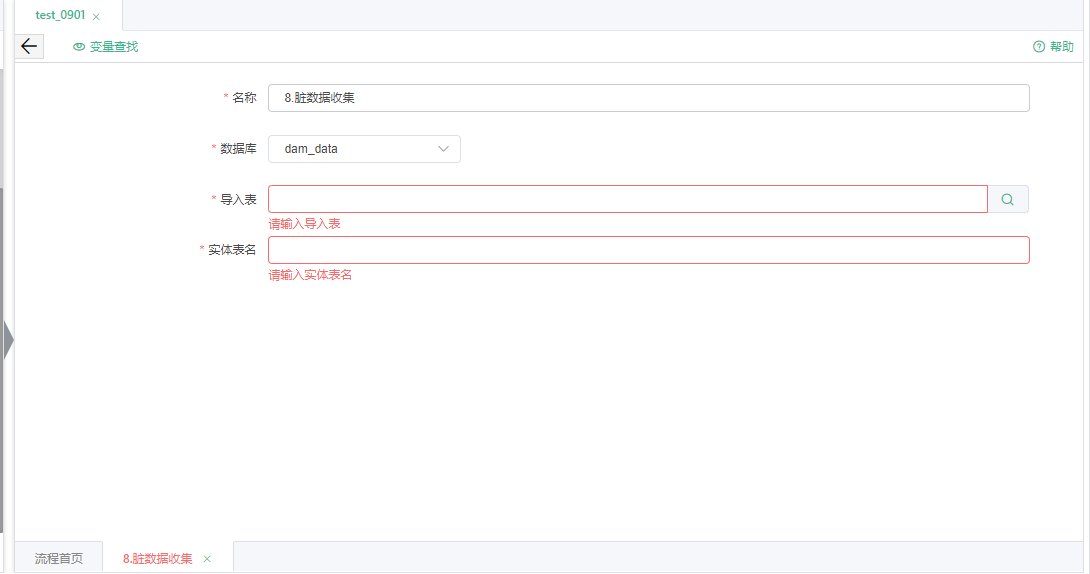 test_0901
变量查找
帮助
* 名称 8.脏数据收集
* 数据库 dam_data
* 导入表
请输入导入表
* 实体表名
请输入实体表名
流程首页 8.脏数据收集